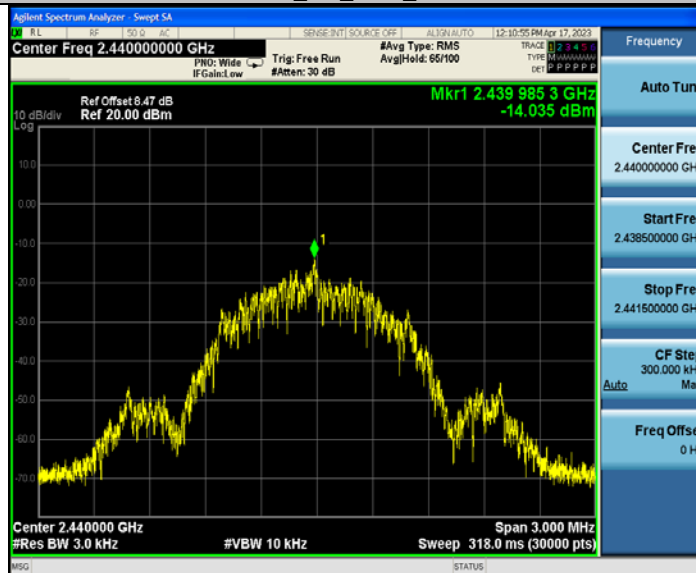 Agilent Spectrum Analyzer - Swept SA
RL RF 50 Ω AC SENSE:INT SOURCE OFF ALIGN AUTO 12:10:55 PM Apr 17, 2023
Center Freq 2.440000000 GHz
PNO: Wide
IFGain:Low
Trig: Free Run
#Atten: 30 dB
#Avg Type: RMS
Avg|Hold: 65/100
TRACE 1 2 3 4 5 6
TYPE M
DET P P P P P P
Ref Offset 8.47 dB
Ref 20.00 dBm
10 dB/div
Log
Mkr1 2.439 985 3 GHz
-14.035 dBm
10.0
0.00
-10.0
-20.0
-30.0
-40.0
-50.0
-60.0
-70.0
1
Center 2.440000 GHz
#Res BW 3.0 kHz
#VBW 10 kHz
Span 3.000 MHz
Sweep 318.0 ms (30000 pts)
MSG
STATUS
Frequency
Auto Tun
Center Fre
2.440000000 GH
Start Fre
2.438500000 GH
Stop Fre
2.441500000 GH
CF Ste
300.000 kH
Auto Ma
Freq Offse
0 H